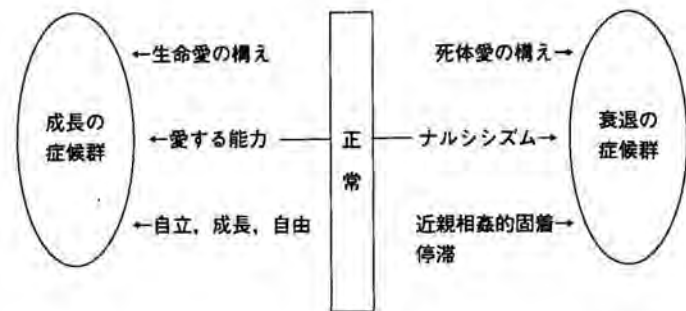 ←生命愛の構え
成長の
症候群
←愛する能力
←自立，成長，自由
正
常
死体愛の構え→
ナルシシズム→
近親相姦的固着→
停滞
衰退の
症候群